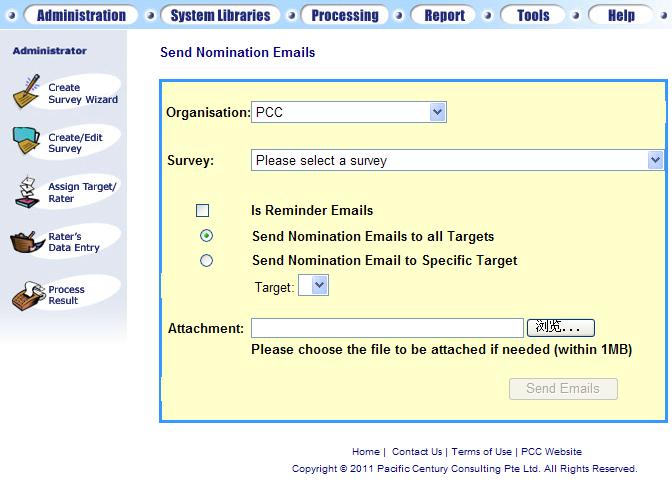 Administration System Libraries Processing Report Tools Help
Administrator
Create
Survey Wizard
Create/Edit
Survey
Assign Target/
Rater
Rater's
Data Entry
Process
Result
Send Nomination Emails
Organisation: PCC
Survey: Please select a survey
Is Reminder Emails
Send Nomination Emails to all Targets
Send Nomination Email to Specific Target
Target:
Attachment: 浏览...
Please choose the file to be attached if needed (within 1MB)
Send Emails
Home | Contact Us | Terms of Use | PCC Website
Copyright © 2011 Pacific Century Consulting Pte Ltd. All Rights Reserved.